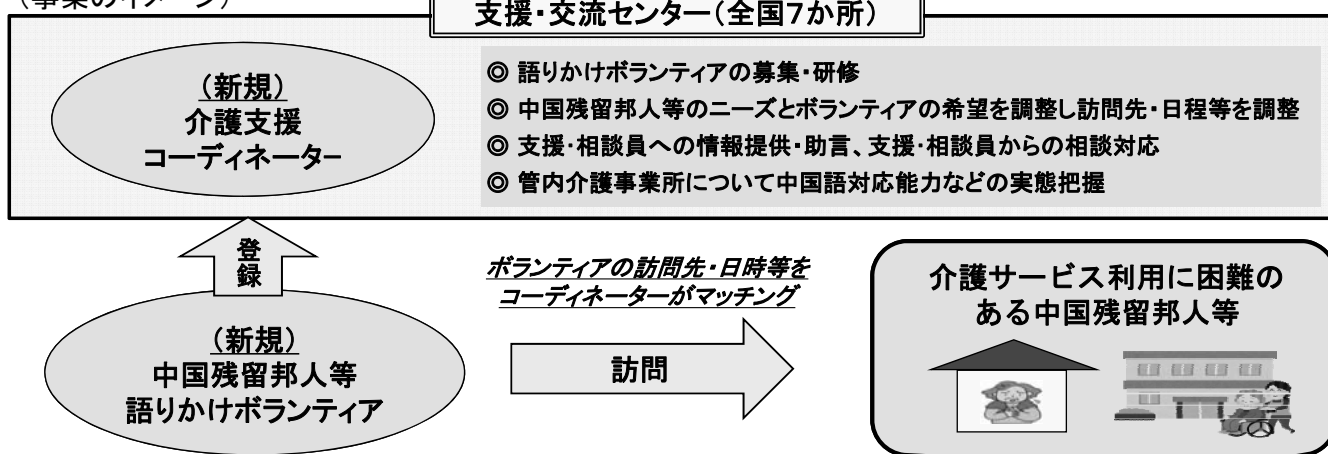 （事業のイメージ）
支援・交流センター（全国７か所）
（新規）
介護支援
コーディネーター
◎ 語りかけボランティアの募集・研修
◎ 中国残留邦人等のニーズとボランティアの希望を調整し訪問先・日程等を調整
◎ 支援・相談員への情報提供・助言、支援・相談員からの相談対応
◎ 管内介護事業所について中国語対応能力などの実態把握
登録
（新規）
中国残留邦人等
語りかけボランティア
ボランティアの訪問先・日時等を
コーディネーターがマッチング
訪問
介護サービス利用に困難の
ある中国残留邦人等